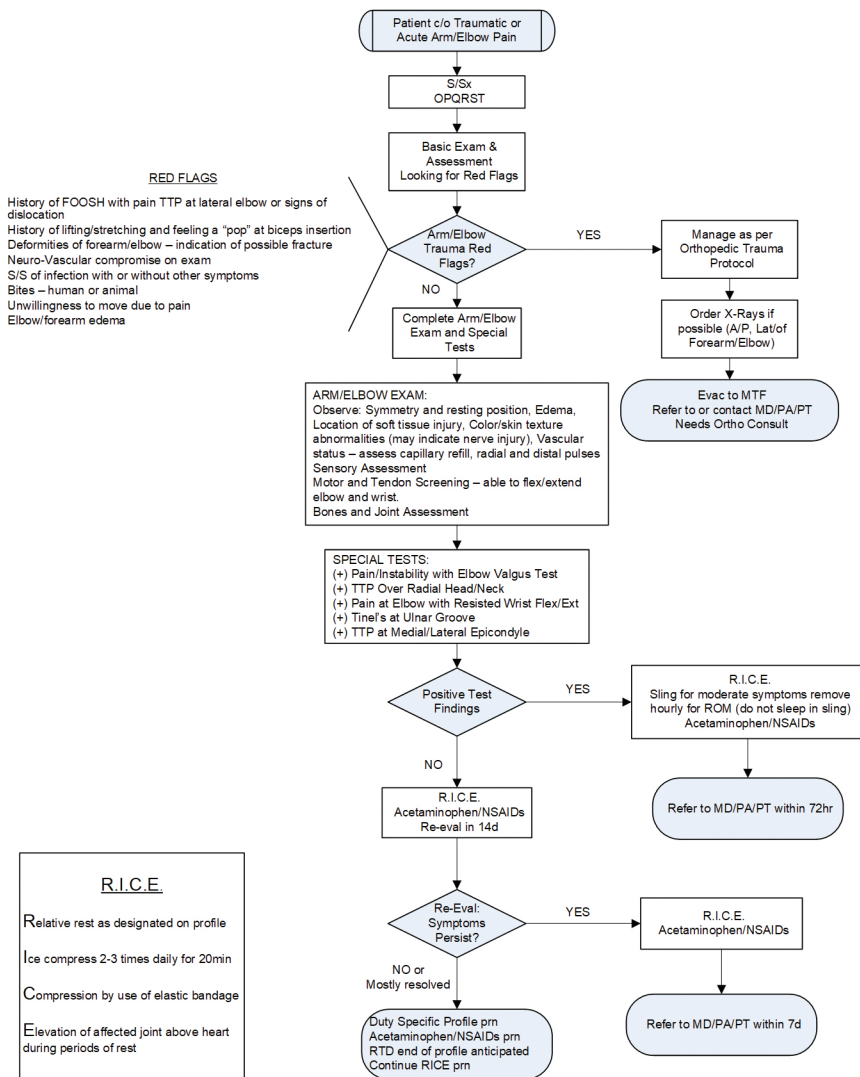 Patient c/o Traumatic or
Acute Arm/Elbow Pain
S/Sx
OPQRST
Basic Exam &
Assessment
Looking for Red Flags
RED FLAGS
History of FOOSH with pain TTP at lateral elbow or signs of
dislocation
History of lifting/stretching and feeling a “pop” at biceps insertion
Deformities of forearm/elbow – indication of possible fracture
Neuro-Vascular compromise on exam
S/S of infection with or without other symptoms
Bites – human or animal
Unwillingness to move due to pain
Elbow/forearm edema
Arm/Elbow
Trauma Red
Flags?
YES
Manage as per
Orthopedic Trauma
Protocol
NO
Order X-Rays if
possible (A/P, Lat/of
Forearm/Elbow)
Complete Arm/Elbow
Exam and Special
Tests
Evac to MTF
Refer to or contact MD/PA/PT
Needs Ortho Consult
ARM/ELBOW EXAM:
Observe: Symmetry and resting position, Edema,
Location of soft tissue injury, Color/skin texture
abnormalities (may indicate nerve injury), Vascular
status – assess capillary refill, radial and distal pulses
Sensory Assessment
Motor and Tendon Screening – able to flex/extend
elbow and wrist.
Bones and Joint Assessment
SPECIAL TESTS:
(+) Pain/Instability with Elbow Valgus Test
(+) TTP Over Radial Head/Neck
(+) Pain at Elbow with Resisted Wrist Flex/Ext
(+) Tinel’s at Ulnar Groove
(+) TTP at Medial/Lateral Epicondyle
Positive Test
Findings
YES
R.I.C.E.
Sling for moderate symptoms remove
hourly for ROM (do not sleep in sling)
Acetaminophen/NSAIDs
NO
Refer to MD/PA/PT within 72hr
R.I.C.E.
Acetaminophen/NSAIDs
Re-eval in 14d
Re-Eval:
Symptoms
Persist?
YES
R.I.C.E.
Acetaminophen/NSAIDs
NO or
Mostly resolved
Refer to MD/PA/PT within 7d
Duty Specific Profile prn
Acetaminophen/NSAIDs prn
RTD end of profile anticipated
Continue RICE prn
R.I.C.E.
Relative rest as designated on profile
Ice compress 2-3 times daily for 20min
Compression by use of elastic bandage
Elevation of affected joint above heart
during periods of rest